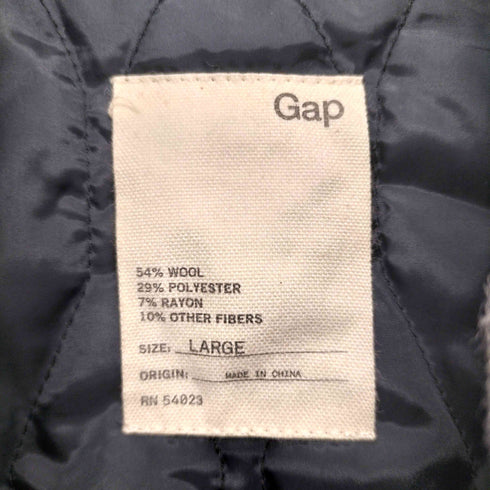 Gap
54% WOOL
29% POLYESTER
7% RAYON
10% OTHER FIBERS
SIZE: LARGE
ORIGIN: MADE IN CHINA
RN 54023